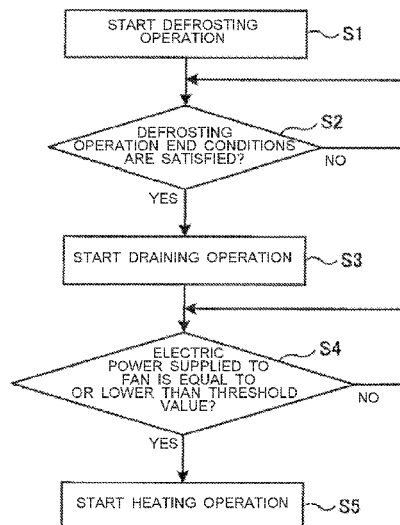 START DEFROSTING
OPERATION
S1
DEFROSTING
OPERATION END CONDITIONS
ARE SATISFIED?
S2
NO
YES
START DRAINING OPERATION
S3
ELECTRIC
POWER SUPPLIED TO
FAN IS EQUAL TO
OR LOWER THAN THRESHOLD
VALUE?
S4
NO
YES
START HEATING OPERATION
S5